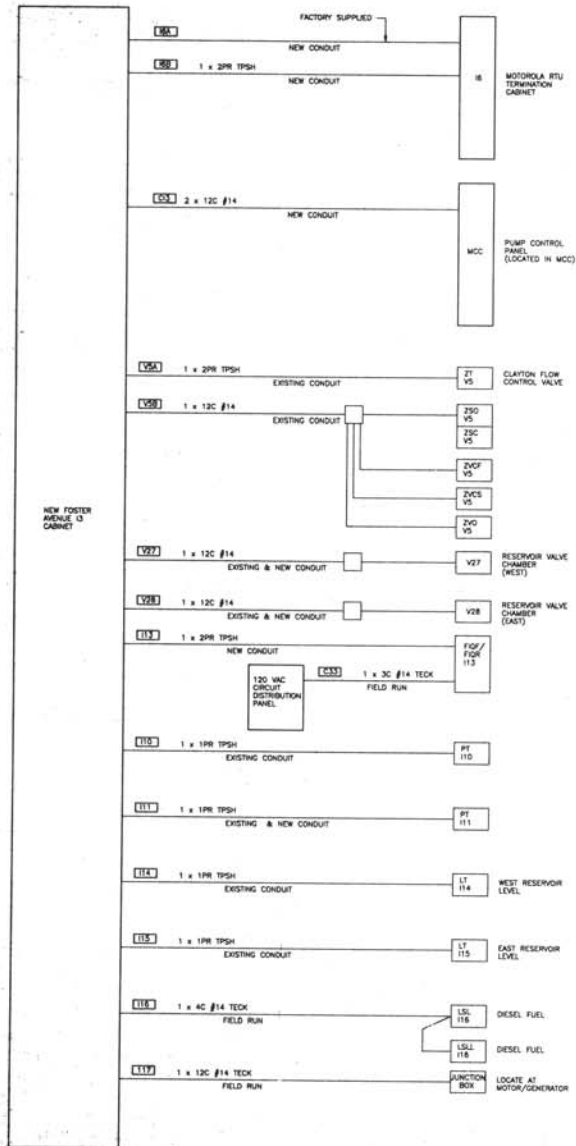 FACTORY SUPPLIED
I6A
NEW CONDUIT
I6B 1 x 2PR TPSH
NEW CONDUIT
I6
MOTOROLA RTU
TERMINATION
CABINET
CI3 2 x 12C #14
NEW CONDUIT
MCC
PUMP CONTROL
PANEL
(LOCATED IN MCC)
V5A 1 x 2PR TPSH
EXISTING CONDUIT
ZT
V5
CLAYTON FLOW
CONTROL VALVE
V5B 1 x 12C #14
EXISTING CONDUIT
ZSO
V5
ZSC
V5
ZVCF
V5
ZVCS
V5
ZVO
V5
NEW FOSTER
AVENUE I3
CABINET
V27 1 x 12C #14
EXISTING & NEW CONDUIT
V27
RESERVOIR VALVE
CHAMBER
(WEST)
V28 1 x 12C #14
EXISTING & NEW CONDUIT
V28
RESERVOIR VALVE
CHAMBER
(EAST)
I13 1 x 2PR TPSH
NEW CONDUIT
FIQF/
FIQR
I13
120 VAC
CIRCUIT
DISTRIBUTION
PANEL
C33 1 x 3C #14 TECK
FIELD RUN
I10 1 x 1PR TPSH
EXISTING CONDUIT
PT
I10
I11 1 x 1PR TPSH
EXISTING & NEW CONDUIT
PT
I11
I14 1 x 1PR TPSH
EXISTING CONDUIT
LT
I14
WEST RESERVOIR
LEVEL
I15 1 x 1PR TPSH
EXISTING CONDUIT
LT
I15
EAST RESERVOIR
LEVEL
I16 1 x 4C #14 TECK
FIELD RUN
LSL
I16
DIESEL FUEL
LSLL
I16
DIESEL FUEL
I17 1 x 12C #14 TECK
FIELD RUN
JUNCTION
BOX
LOCATE AT
MOTOR/GENERATOR